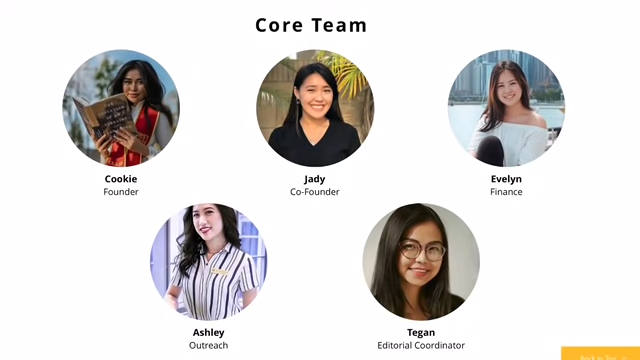 Core Team
Cookie
Founder
Jady
Co-Founder
Evelyn
Finance
Ashley
Outreach
Tegan
Editorial Coordinator